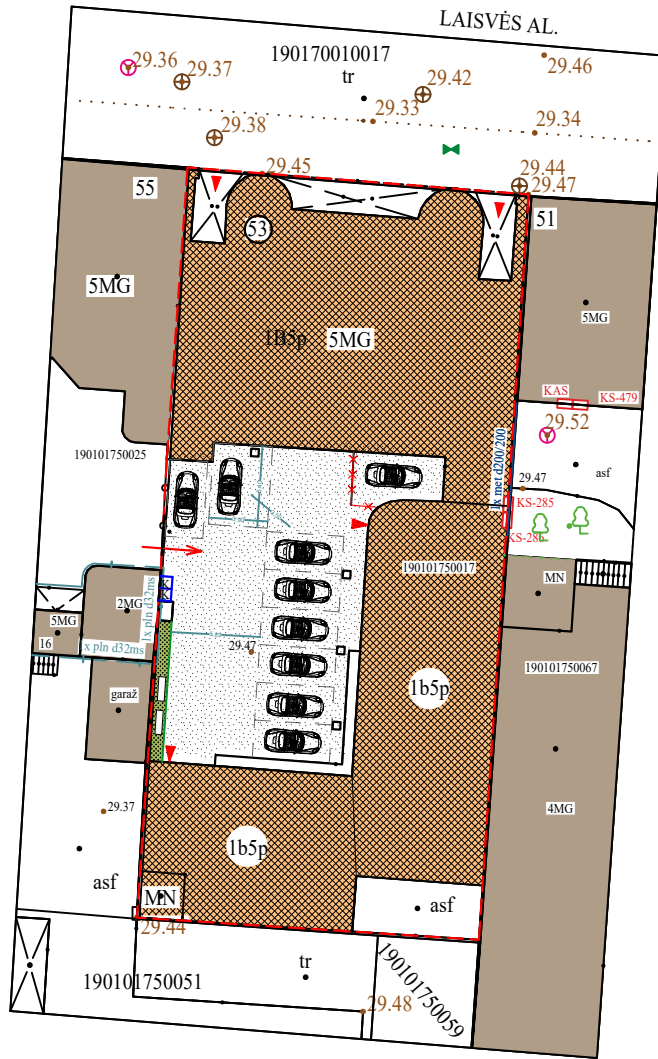 LAISVĖS AL.
190170010017
tr
29.36
29.37
29.42
29.46
29.33
29.34
29.38
29.45
29.44
29.47
55
53
51
5MG
1B5p
5MG
5MG
KAS
KS-479
29.52
190101750025
1x met d200/200
29.47
asf
KS-285
KS-286
190101750017
MN
2MG
5MG
16
x pln d32ms
1x pln d32ms
29.47
190101750067
garaž
1b5p
29.37
4MG
1b5p
asf
MN
asf
29.44
tr
190101750051
190101750059
29.48